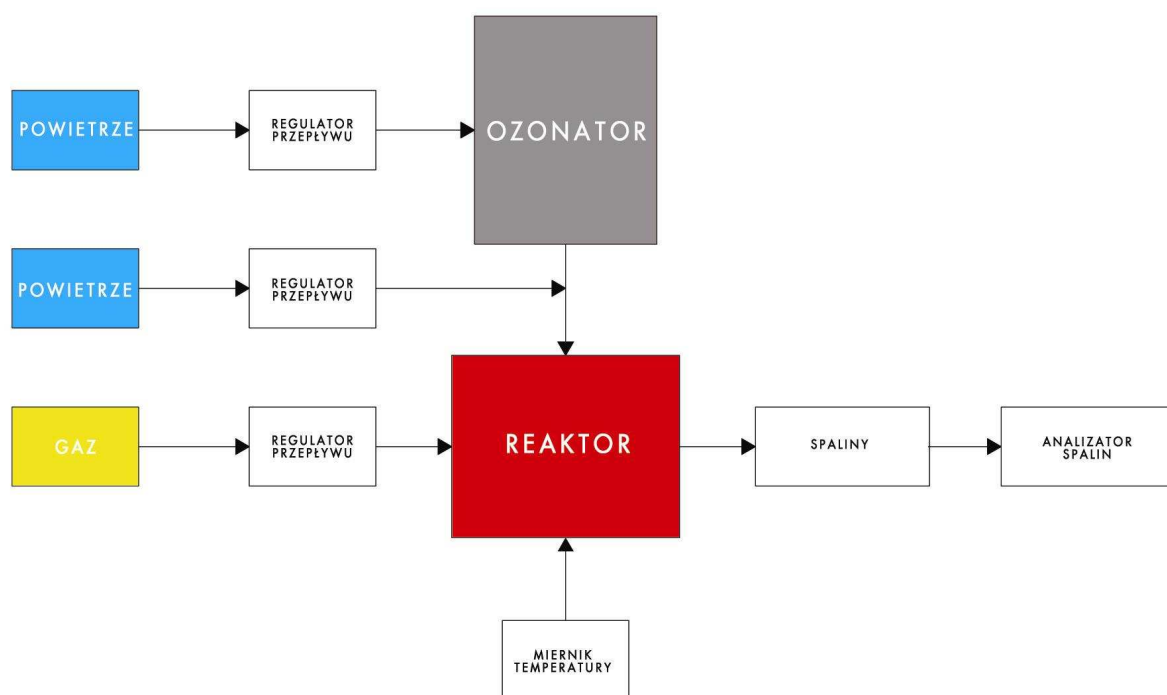 POWIETRZE
REGULATOR
PRZEPŁYWU
OZONATOR
POWIETRZE
REGULATOR
PRZEPŁYWU
GAZ
REGULATOR
PRZEPŁYWU
REAKTOR
SPALINY
ANALIZATOR
SPALIN
MIERNIK
TEMPERATURY